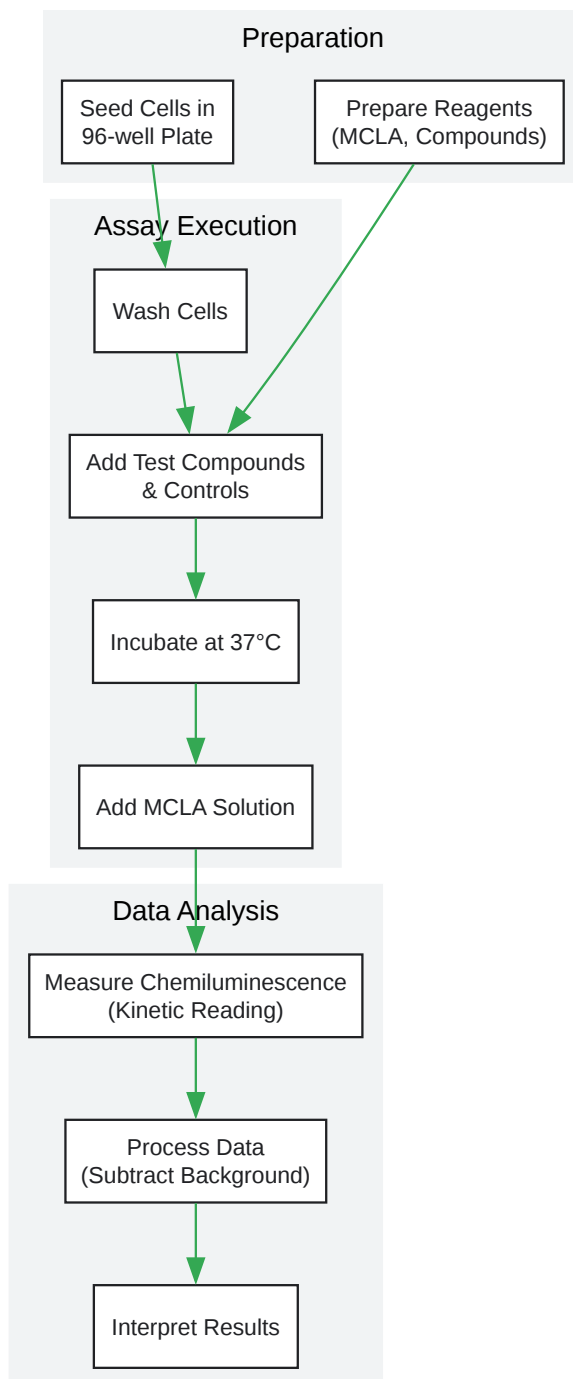 Preparation
Seed Cells in
96-well Plate
Prepare Reagents
(MCLA, Compounds)
Assay Execution
Wash Cells
Add Test Compounds
& Controls
Incubate at 37°C
Add MCLA Solution
Data Analysis
Measure Chemiluminescence
(Kinetic Reading)
Process Data
(Subtract Background)
Interpret Results